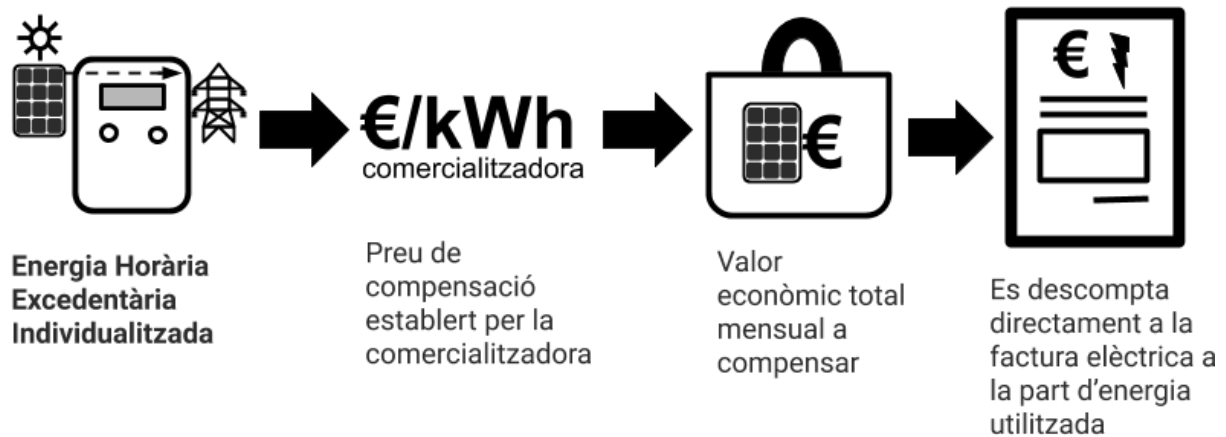 €/kWh
comercialitzadora
€
€
Energia Horària
Excedentària
Individualitzada
Preu de
compensació
establert per la
comercialitzadora
Valor
econòmic total
mensual a
compensar
Es descompta
directament a la
factura elèctrica a
la part d’energia
utilitzada